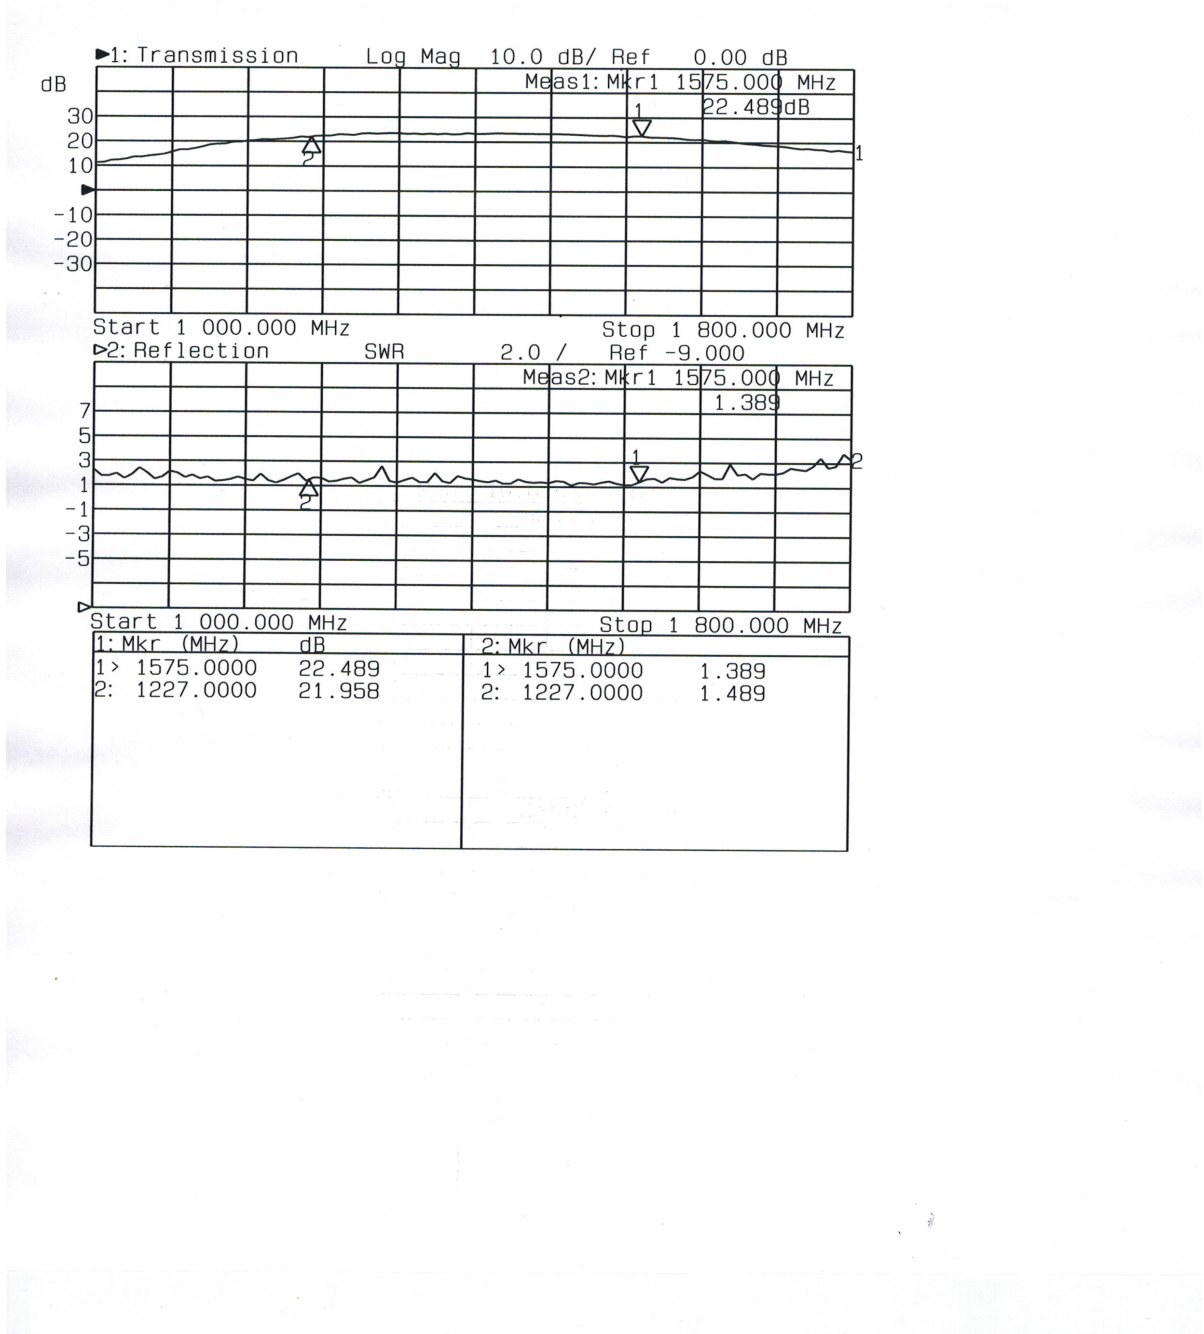 ▶1: Transmission Log Mag 10.0 dB/ Ref 0.00 dB
dB Meas1: Mkr1 1575.000 MHz
22.489dB
30
1
20
2
10
1
-10
-20
-30
Start 1 000.000 MHz Stop 1 800.000 MHz
▷2: Reflection SWR 2.0 / Ref -9.000
Meas2: Mkr1 1575.000 MHz
1.389
7
5
3
1
2
1
2
-1
-3
-5
Start 1 000.000 MHz Stop 1 800.000 MHz
1: Mkr (MHz) dB 2: Mkr (MHz)
1> 1575.0000 22.489 1> 1575.0000 1.389
2: 1227.0000 21.958 2: 1227.0000 1.489